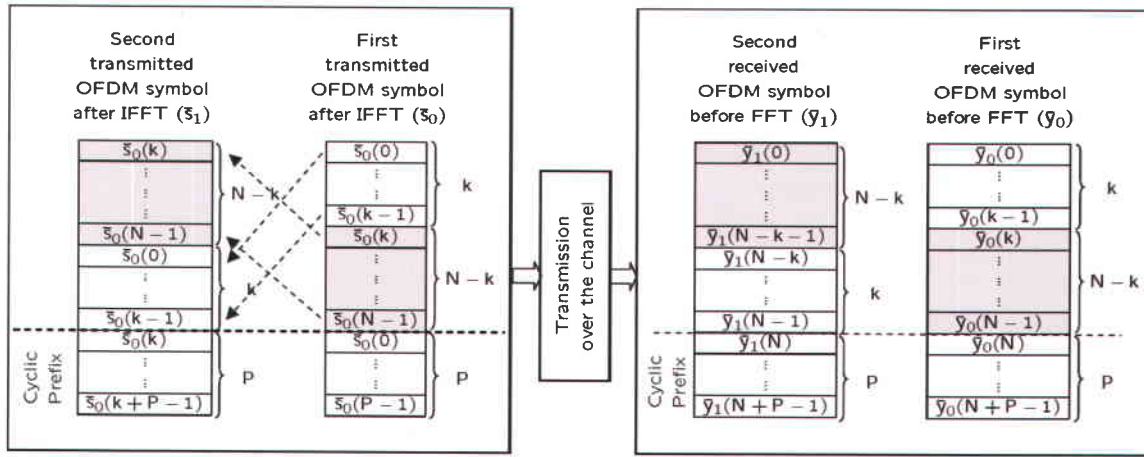 Second
transmitted
OFDM symbol
after IFFT (s̄₁)
First
transmitted
OFDM symbol
after IFFT (s̄₀)
s̄₀(k)
⋮
⋮
s̄₀(N − 1)
s̄₀(0)
⋮
s̄₀(k − 1)
s̄₀(k)
⋮
s̄₀(k + P − 1)
N − k
k
P
Cyclic
Prefix
s̄₀(0)
⋮
s̄₀(k − 1)
s̄₀(k)
⋮
⋮
s̄₀(N − 1)
s̄₀(0)
⋮
s̄₀(P − 1)
k
N − k
P
Transmission
over the channel
Second
received
OFDM symbol
before FFT (ȳ₁)
First
received
OFDM symbol
before FFT (ȳ₀)
ȳ₁(0)
⋮
⋮
ȳ₁(N − k − 1)
ȳ₁(N − k)
⋮
ȳ₁(N − 1)
ȳ₁(N)
⋮
ȳ₁(N + P − 1)
N − k
k
P
Cyclic
Prefix
ȳ₀(0)
⋮
ȳ₀(k − 1)
ȳ₀(k)
⋮
⋮
ȳ₀(N − 1)
ȳ₀(N)
⋮
ȳ₀(N + P − 1)
k
N − k
P